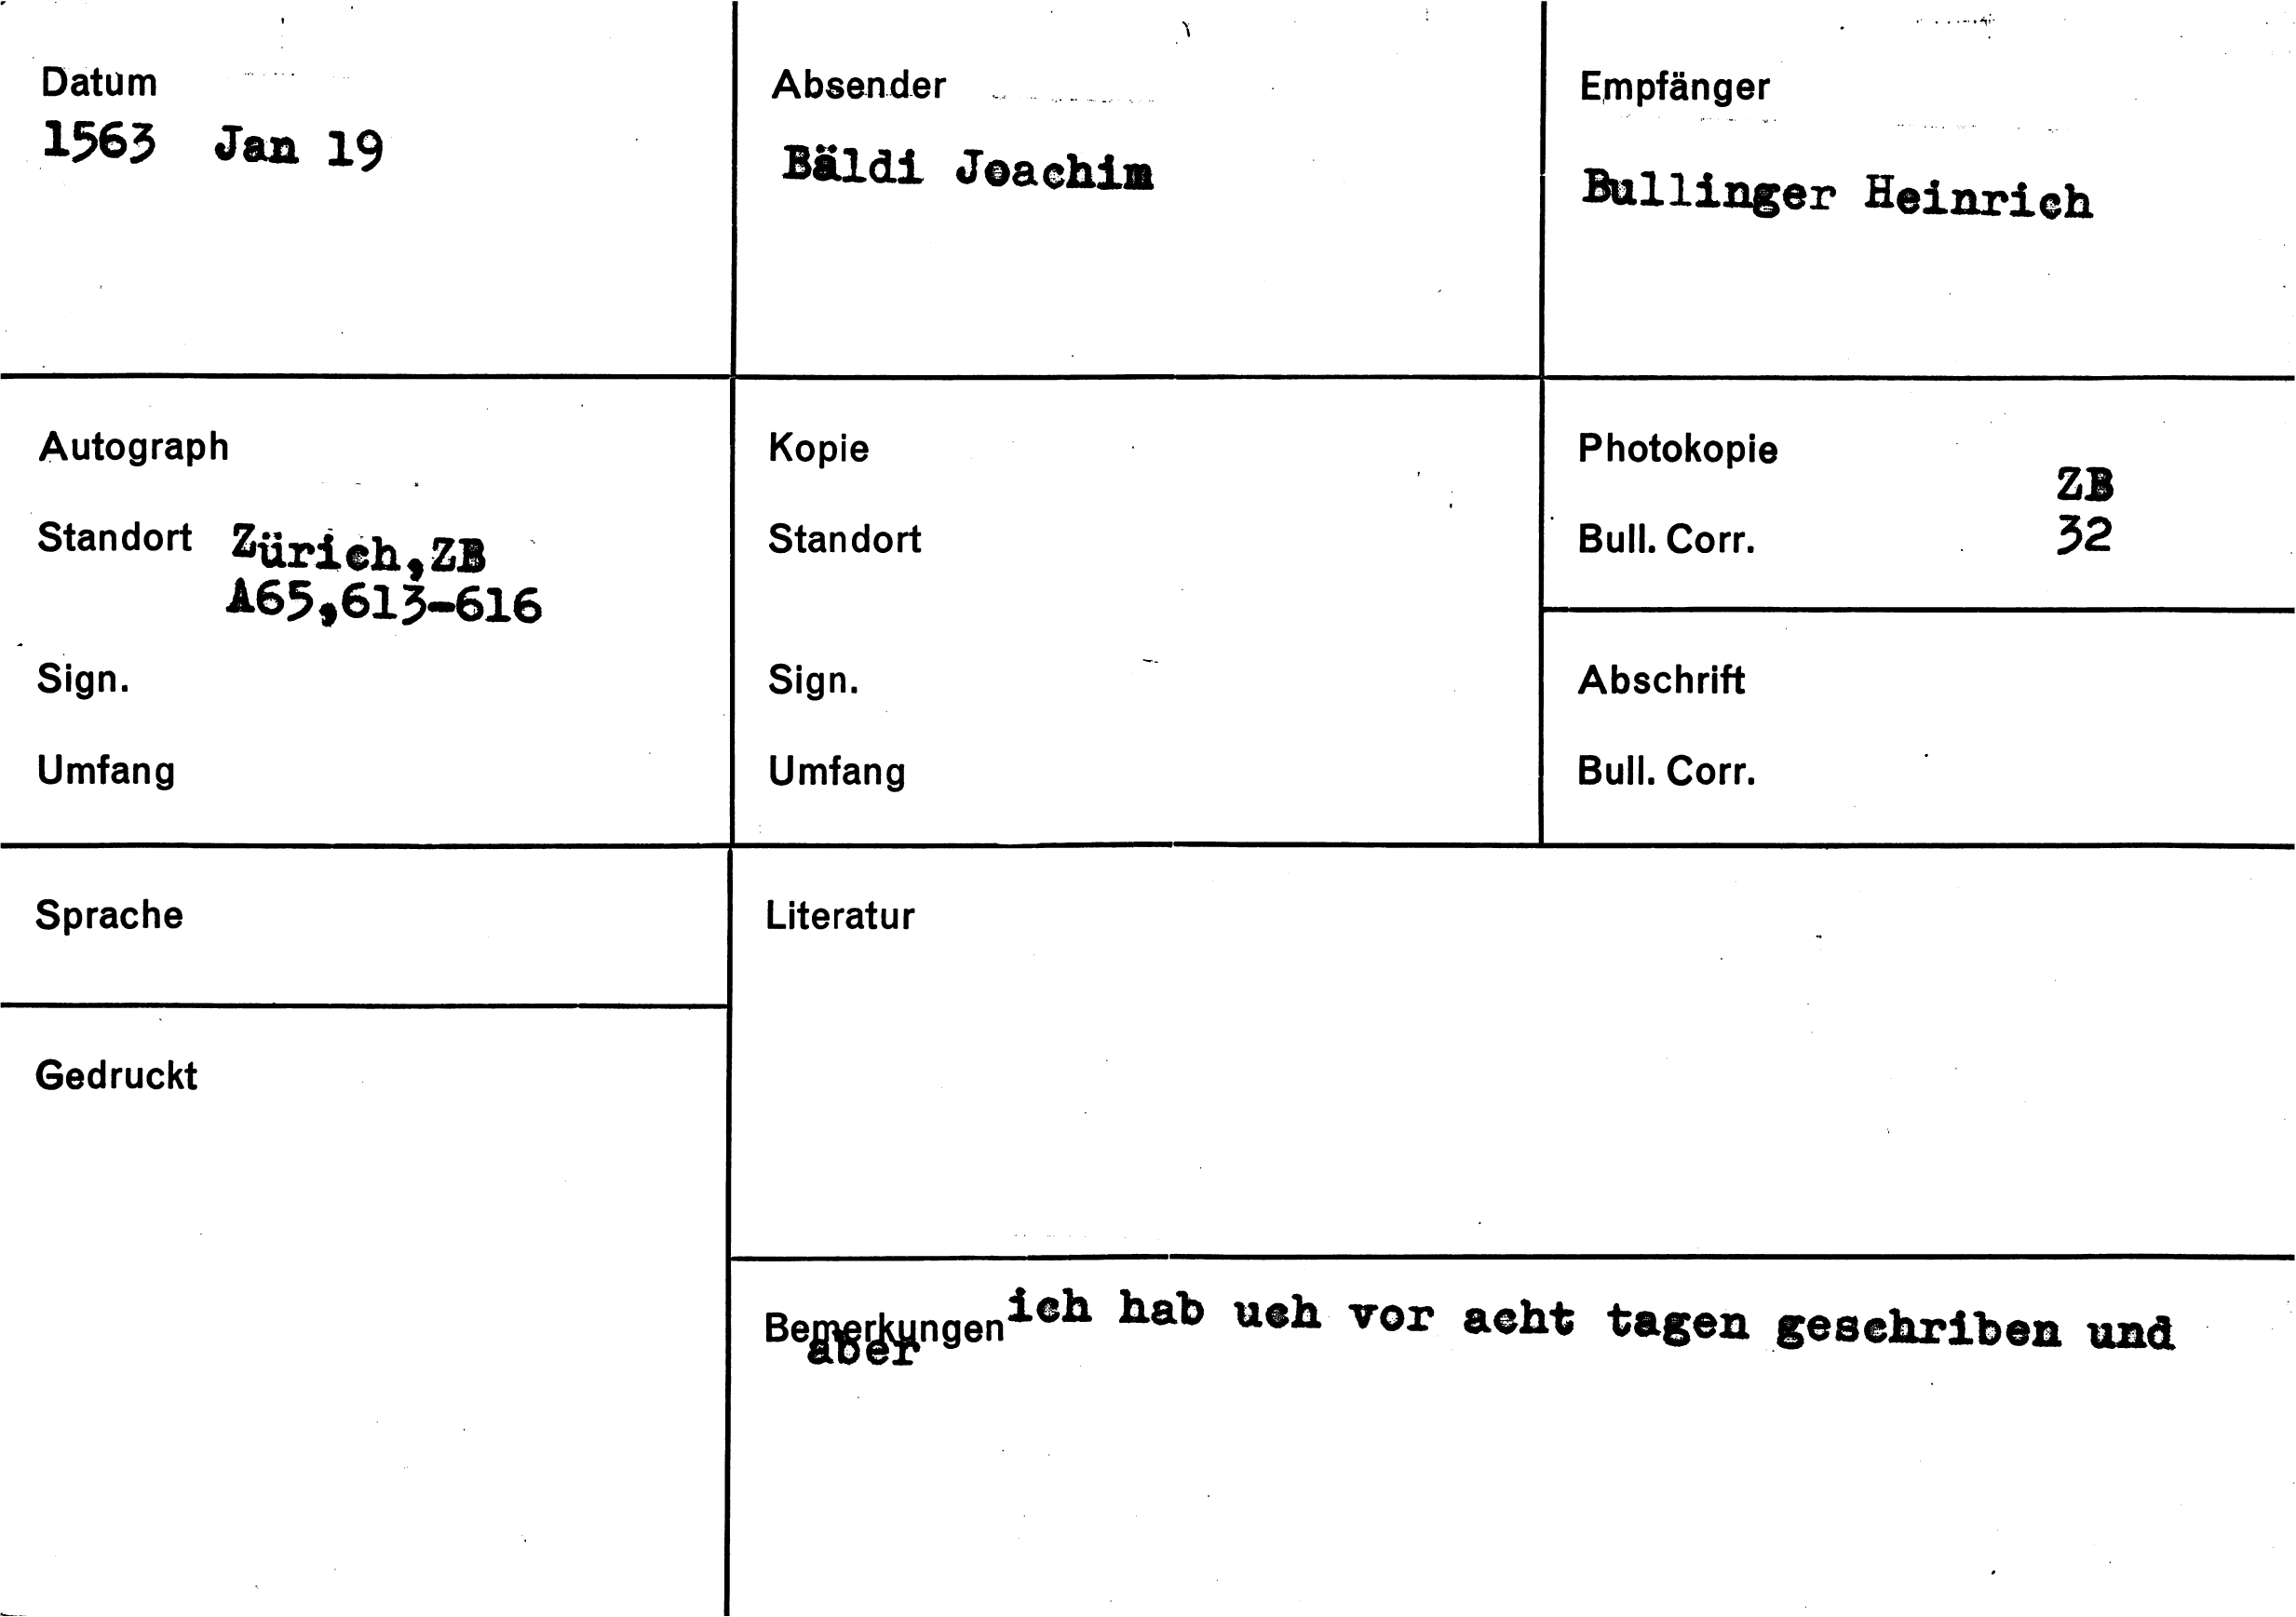 Datum
1563 Jan 19
Absender
Bäldi Joachim
Empfänger
Bullinger Heinrich
Autograph
Standort Zürich,ZB
A65,613-616
Sign.
Umfang
Kopie
Standort
Sign.
Umfang
Photokopie
ZB
Bull. Corr. 32
Abschrift
Bull. Corr.
Sprache
Gedruckt
Literatur
Bemerkungen ich hab uch vor acht tagen geschriben und
aber